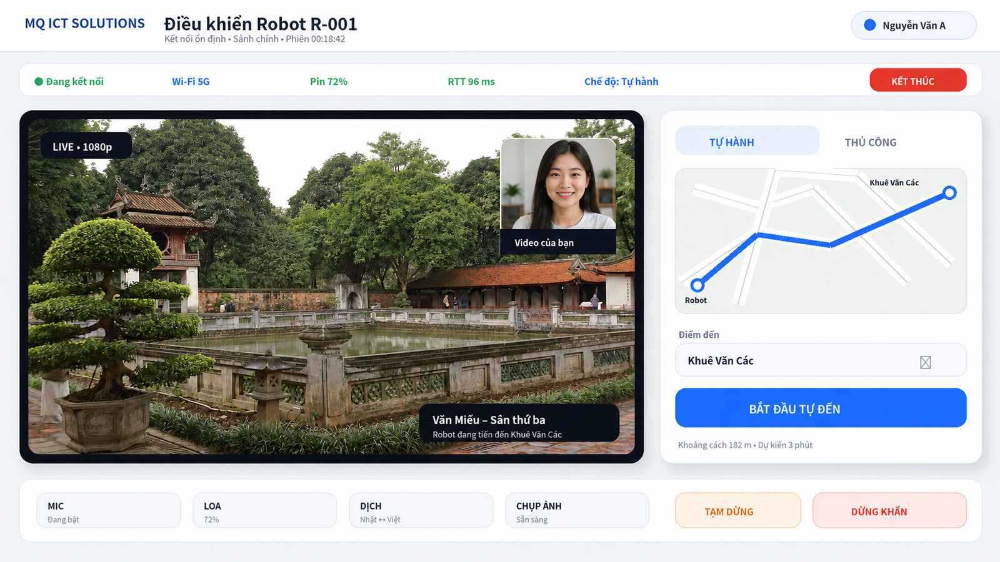 MQ ICT SOLUTIONS
Điều khiển Robot R-001
Kết nối ổn định • Sảnh chính • Phiên 00:18:42
Nguyễn Văn A
Đang kết nối
Wi-Fi 5G
Pin 72%
RTT 96 ms
Chế độ: Tự hành
KẾT THÚC
LIVE • 1080p
Video của bạn
Văn Miếu – Sân thứ ba
Robot đang tiến đến Khuê Văn Các
TỰ HÀNH
THỦ CÔNG
Khuê Văn Các
Robot
Điểm đến
Khuê Văn Các
BẮT ĐẦU TỰ ĐẾN
Khoảng cách 182 m • Dự kiến 3 phút
MIC
Đang bật
LOA
72%
DỊCH
Nhật ↔ Việt
CHỤP ẢNH
Sẵn sàng
TẠM DỪNG
DỪNG KHẨN